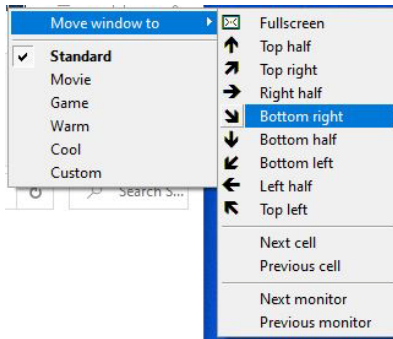 Move window to
Standard
Movie
Game
Warm
Cool
Custom
Search S...
Fullscreen
Top half
Top right
Right half
Bottom right
Bottom half
Bottom left
Left half
Top left
Next cell
Previous cell
Next monitor
Previous monitor